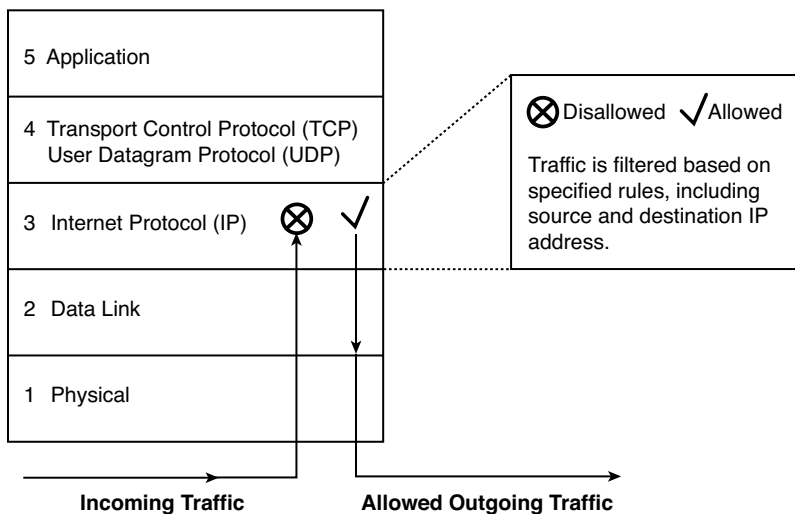 5 Application
4 Transport Control Protocol (TCP)
User Datagram Protocol (UDP)
3 Internet Protocol (IP)
2 Data Link
1 Physical
Disallowed Allowed
Traffic is filtered based on
specified rules, including
source and destination IP
address.
Incoming Traffic
Allowed Outgoing Traffic